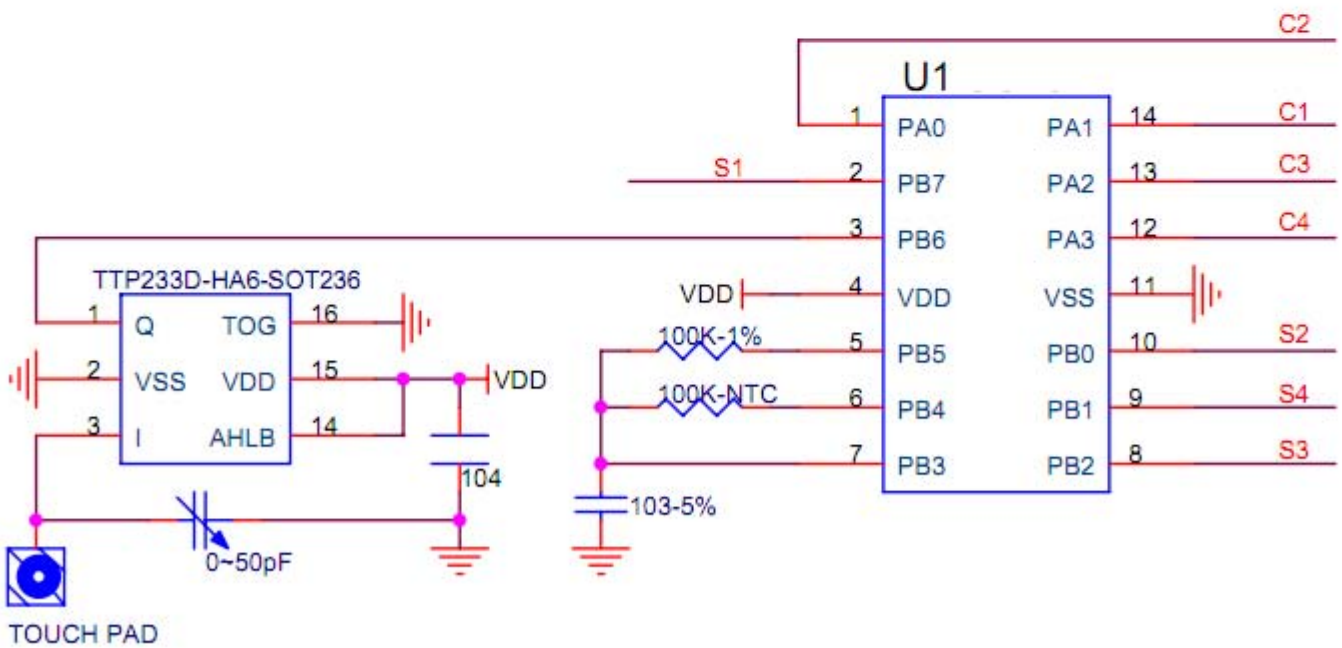 C2
U1
1 PA0 PA1 14 C1
S1 2 PB7 PA2 13 C3
3 PB6 PA3 12 C4
TTP233D-HA6-SOT236
VDD 4 VDD VSS 11
1 Q TOG 16
100K-1% 5 PB5 PB0 10 S2
2 VSS VDD 15 VDD
100K-NTC 6 PB4 PB1 9 S4
3 I AHLB 14
7 PB3 PB2 8 S3
104
103-5%
0~50pF
TOUCH PAD